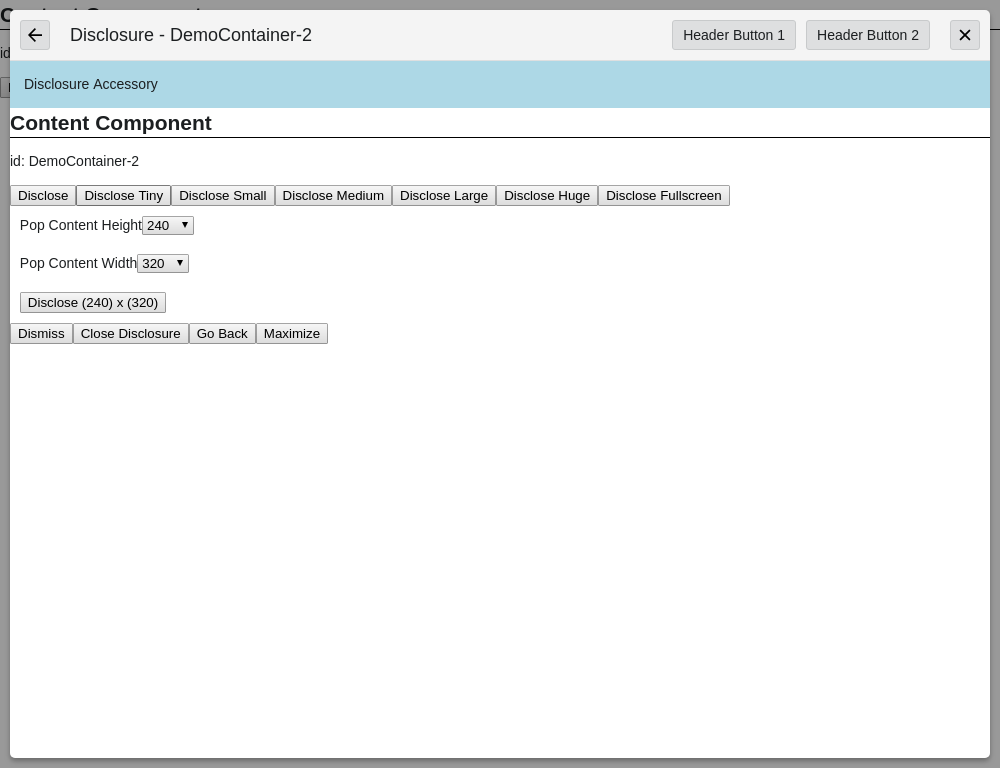 Disclosure - DemoContainer-2 Header Button 1 Header Button 2
Disclosure Accessory
Content Component
id: DemoContainer-2
Disclose Disclose Tiny Disclose Small Disclose Medium Disclose Large Disclose Huge Disclose Fullscreen
Pop Content Height 240
Pop Content Width 320
Disclose (240) x (320)
Dismiss Close Disclosure Go Back Maximize